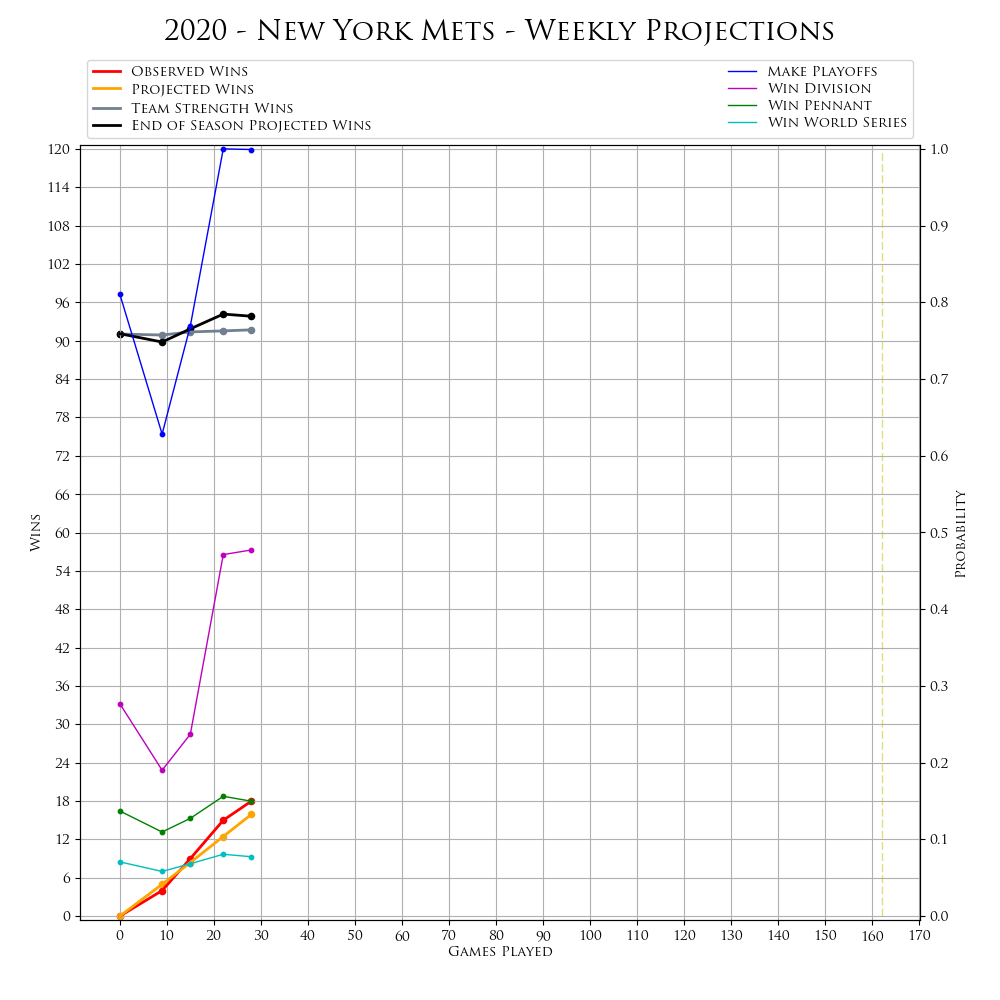 2020 - New York Mets - Weekly Projections
Observed Wins
Projected Wins
Team Strength Wins
End of Season Projected Wins
Make Playoffs
Win Division
Win Pennant
Win World Series
120
114
108
102
96
90
84
78
72
66
60
54
48
42
36
30
24
18
12
6
0
Wins
1.0
0.9
0.8
0.7
0.6
0.5
0.4
0.3
0.2
0.1
0.0
Probability
0 10 20 30 40 50 60 70 80 90 100 110 120 130 140 150 160 170
Games Played